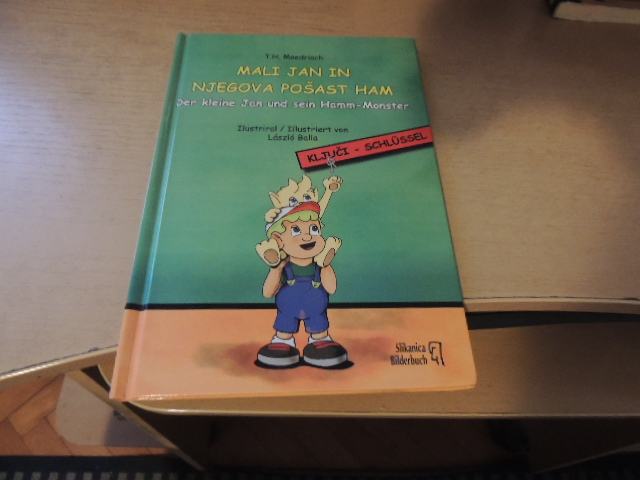 T.H. Maedrisch
MALI JAN IN
NJEGOVA POŠAST HAM
Der kleine Jan und sein Hamm-Monster
Ilustriral / Illustriert von
László Balla
KLJUČI - SCHLÜSSEL
Slikanica
Bilderbuch